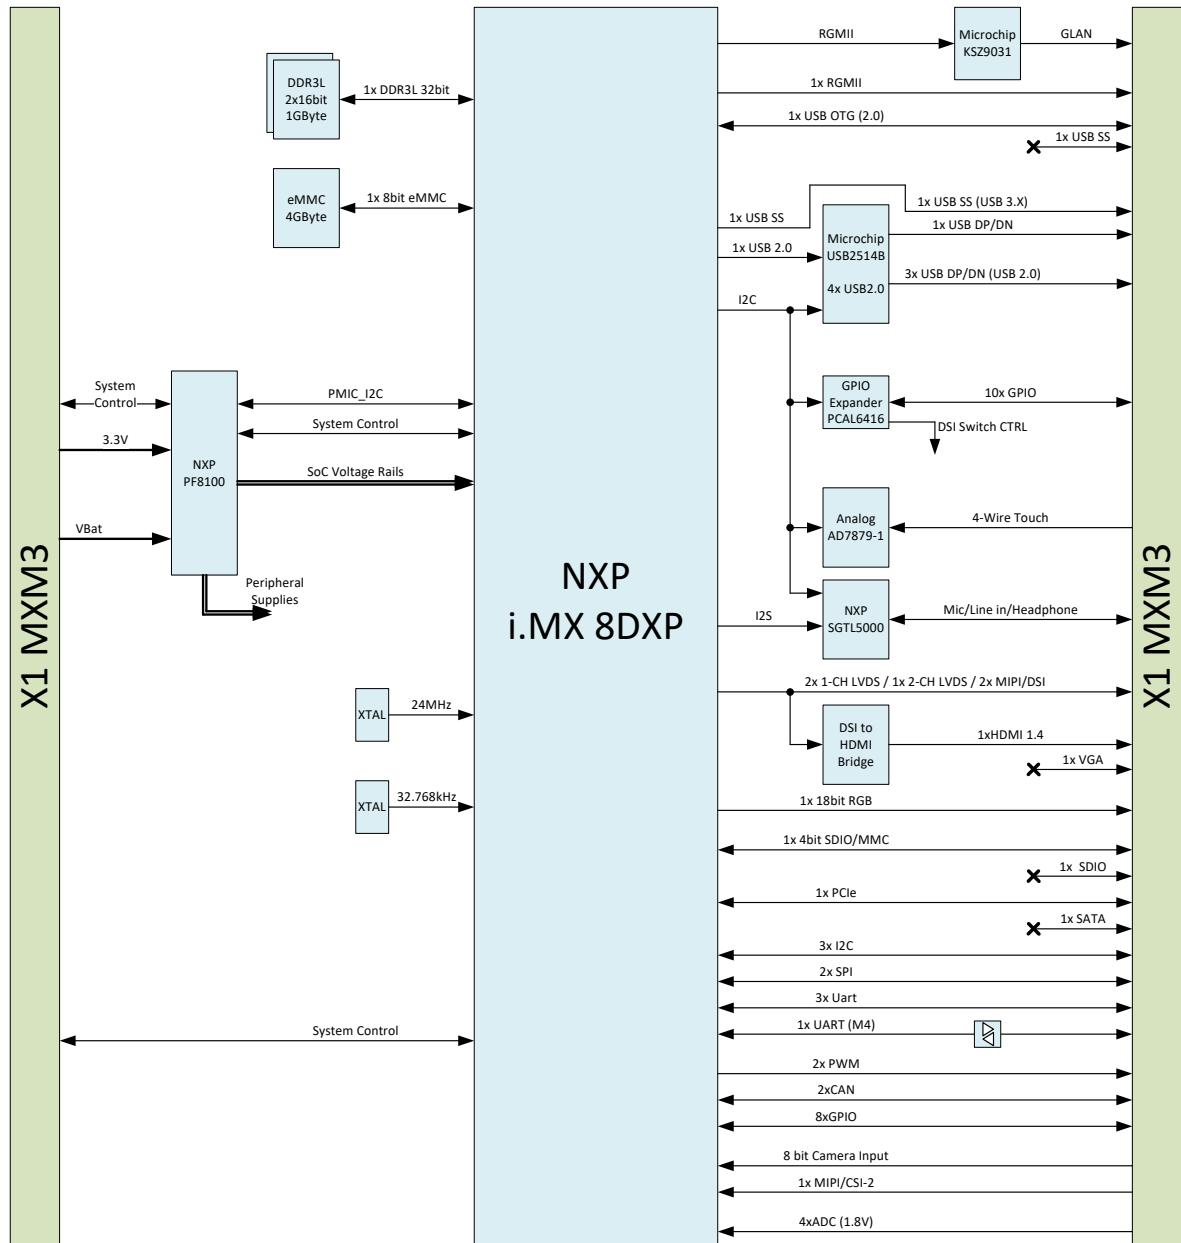 X1 MXM3
DDR3L
2x16bit
1GByte
1x DDR3L 32bit
eMMC
4GByte
1x 8bit eMMC
System
Control
3.3V
VBat
NXP
PF8100
PMIC_I2C
System Control
SoC Voltage Rails
Peripheral
Supplies
XTAL
24MHz
XTAL
32.768kHz
System Control
NXP
i.MX 8DXP
RGMII
Microchip
KSZ9031
GLAN
1x RGMII
1x USB OTG (2.0)
1x USB SS
1x USB SS
1x USB SS (USB 3.X)
1x USB 2.0
Microchip
USB2514B
4x USB2.0
1x USB DP/DN
3x USB DP/DN (USB 2.0)
I2C
GPIO
Expander
PCAL6416
10x GPIO
DSI Switch CTRL
Analog
AD7879-1
4-Wire Touch
I2S
NXP
SGTL5000
Mic/Line in/Headphone
2x 1-CH LVDS / 1x 2-CH LVDS / 2x MIPI/DSI
DSI to
HDMI
Bridge
1xHDMI 1.4
1x VGA
1x 18bit RGB
1x 4bit SDIO/MMC
1x  SDIO
1x PCIe
1x SATA
3x I2C
2x SPI
3x Uart
1x UART (M4)
2x PWM
2xCAN
8xGPIO
8 bit Camera Input
1x MIPI/CSI-2
4xADC (1.8V)
X1 MXM3